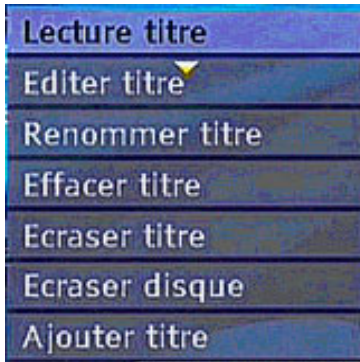 Lecture titre
Editer titre
Renommer titre
Effacer titre
Ecraser titre
Ecraser disque
Ajouter titre